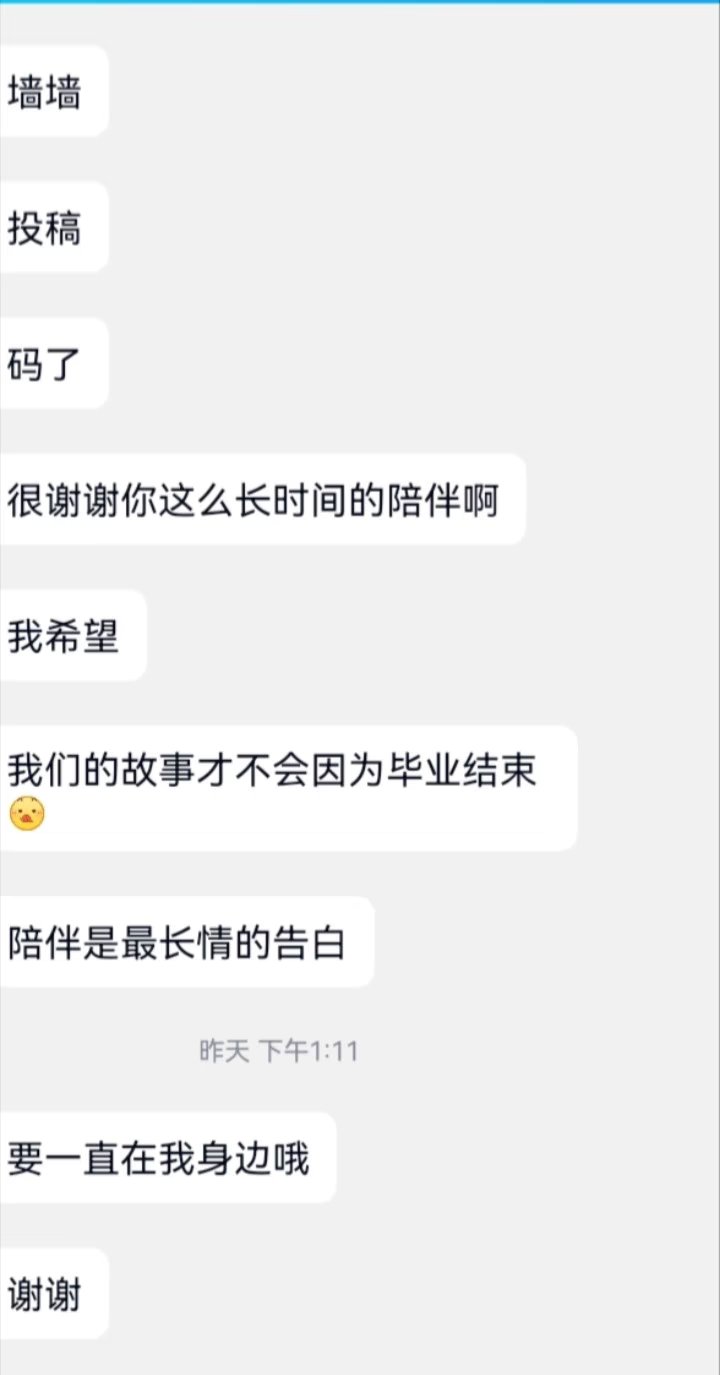 墙墙
投稿
码了
很谢谢你这么长时间的陪伴啊
我希望
我们的故事才不会因为毕业结束
陪伴是最长情的告白
昨天 下午1:11
要一直在我身边哦
谢谢